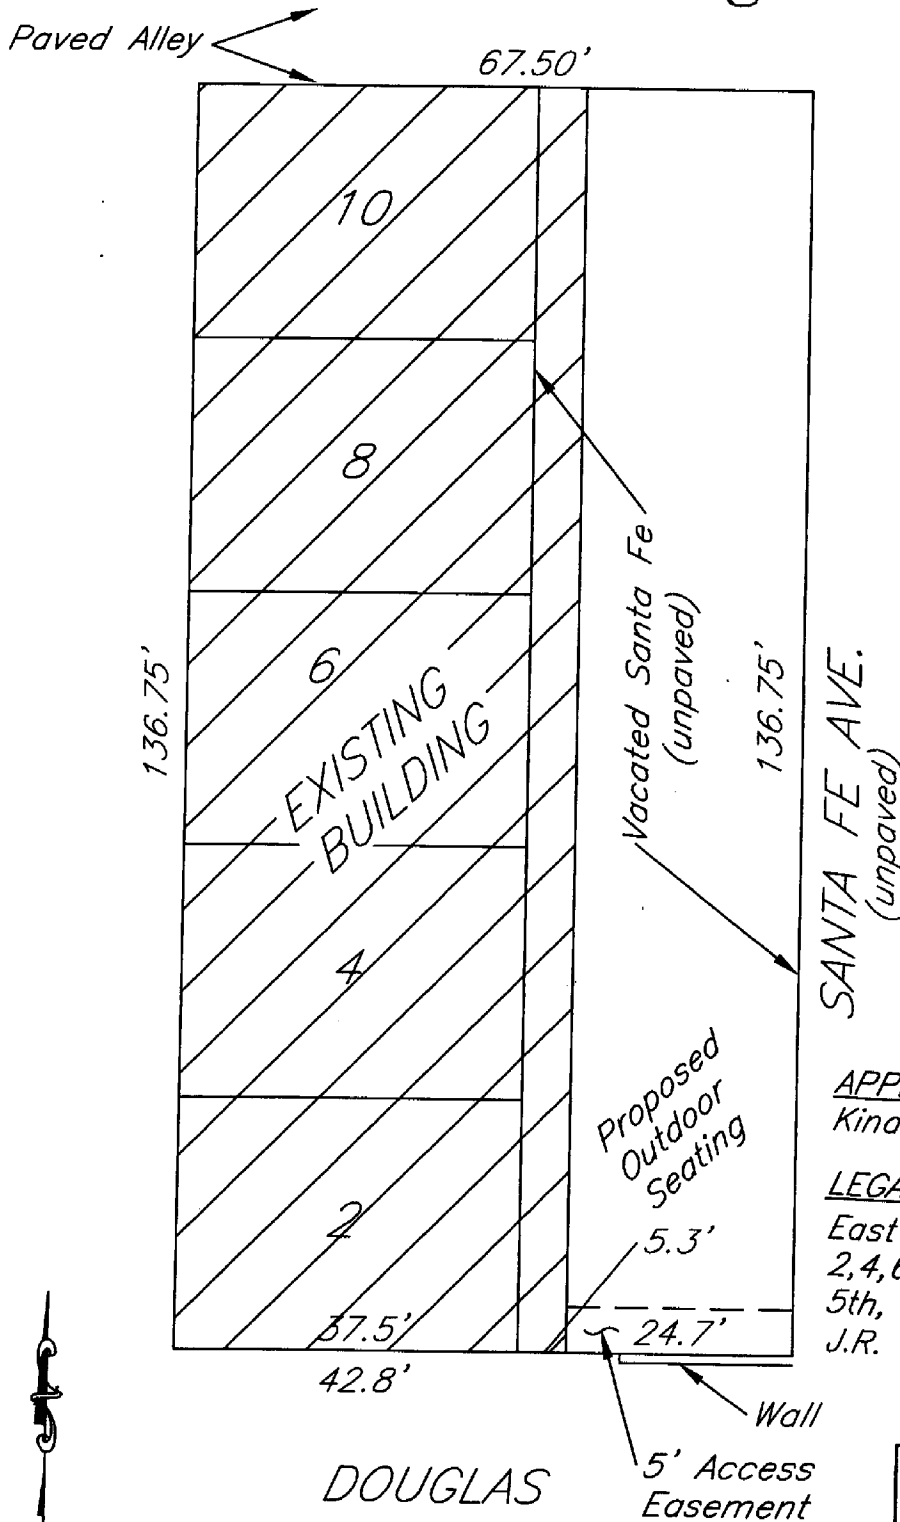 Paved Alley
67.50'
10
8
6
EXISTING
BUILDING
4
2
136.75'
Vacated Santa Fe
(unpaved)
136.75'
SANTA FE AVE.
(unpaved)
Proposed
Outdoor
Seating
5.3'
37.5'
24.7'
42.8'
Wall
5' Access
Easement
DOUGLAS
East
2,4,
5th,
J.R.